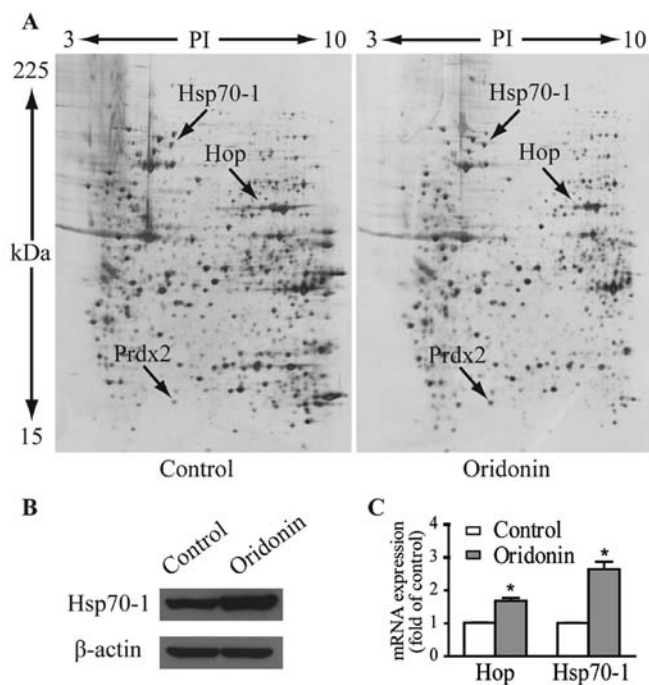 A
3 PI 10 3 PI 10
225
Hsp70-1 Hsp70-1
Hop Hop
kDa
Prdx2 Prdx2
15
Control Oridonin
B
Control Oridonin
Hsp70-1
β-actin
C
mRNA expression
(fold of control)
4
3
2
1
0
Control
Oridonin
* *
Hop Hsp70-1